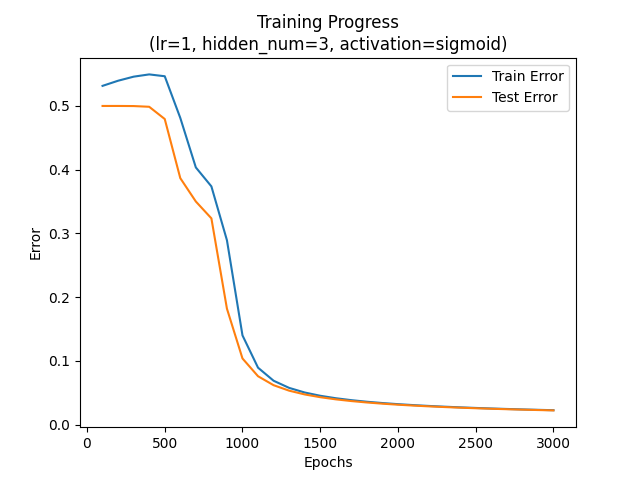 Training Progress
(lr=1, hidden_num=3, activation=sigmoid)
Train Error
Test Error
Error
0.5
0.4
0.3
0.2
0.1
0.0
0
500
1000
1500
2000
2500
3000
Epochs